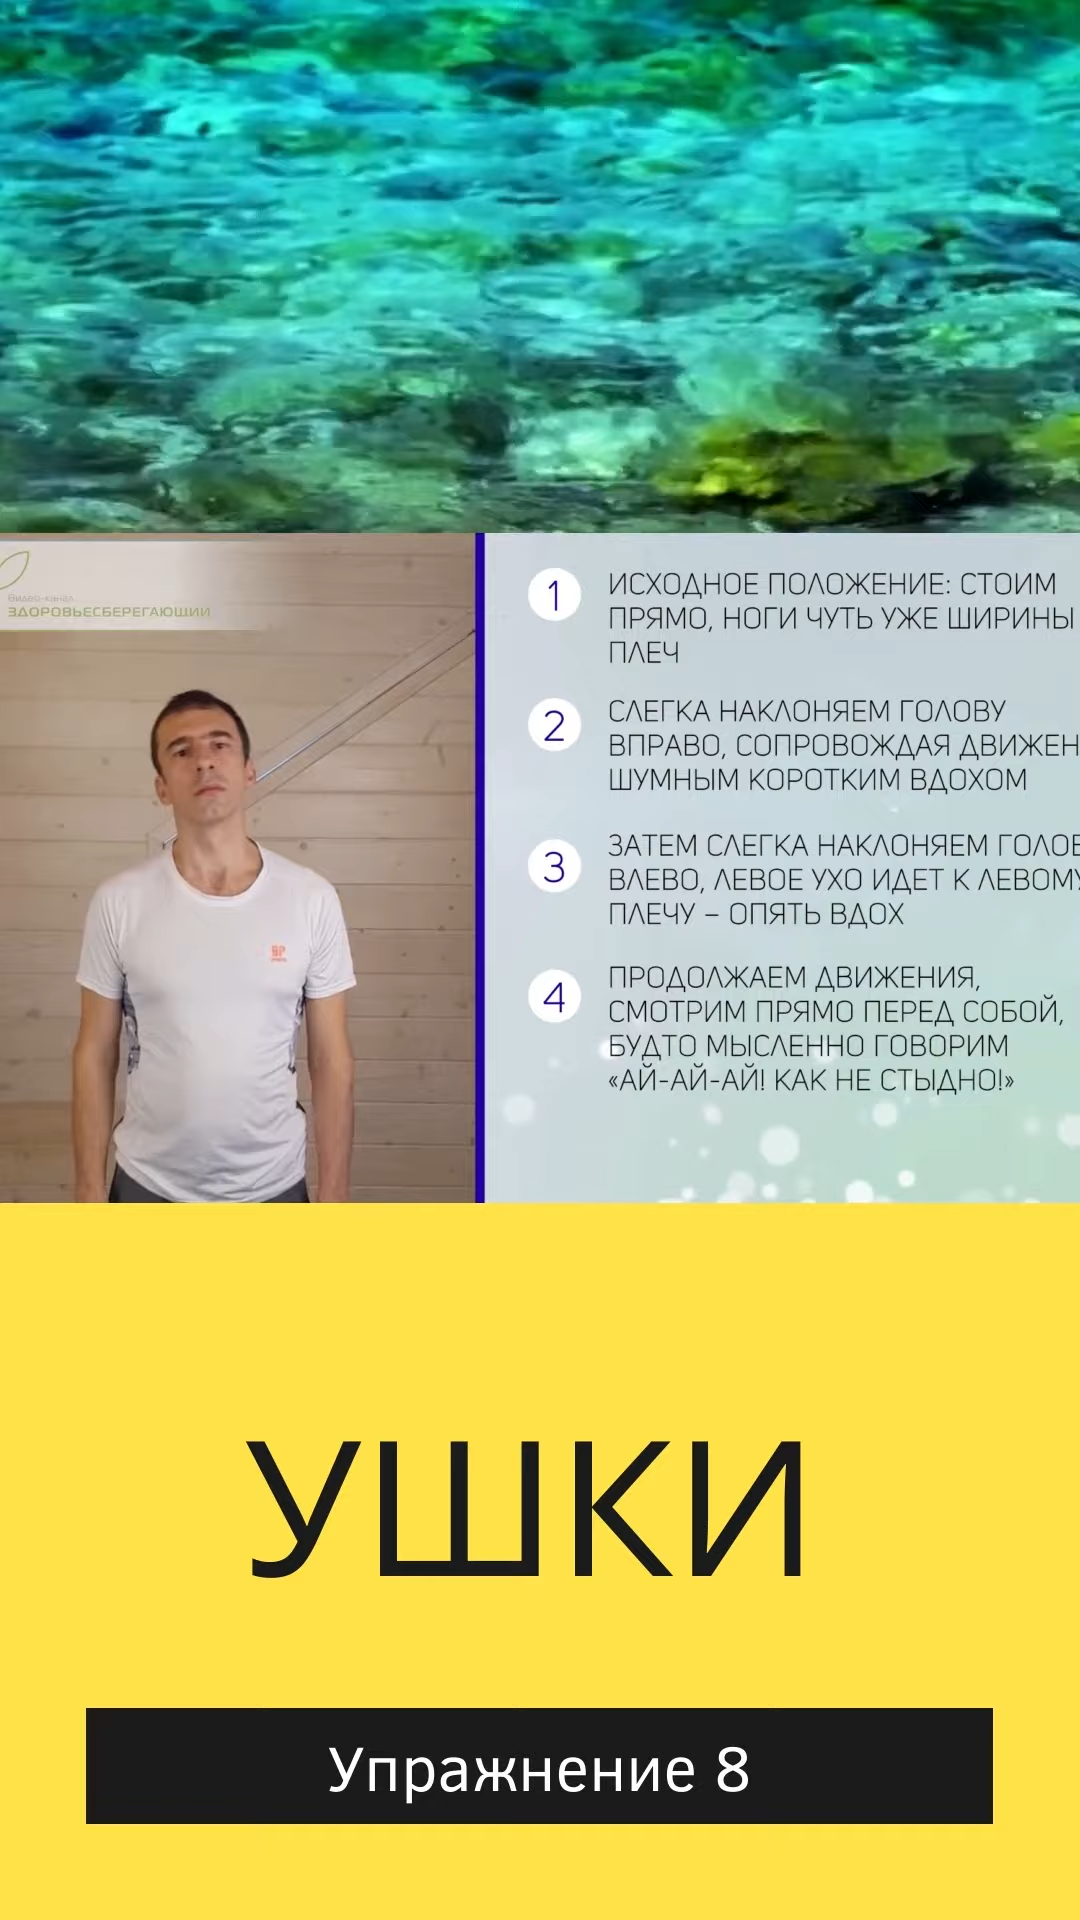 Видео-канал
ЗДОРОВЬЕСБЕРЕГАЮЩИЙ
1
ИСХОДНОЕ ПОЛОЖЕНИЕ: СТОИМ
ПРЯМО, НОГИ ЧУТЬ УЖЕ ШИРИНЫ
ПЛЕЧ
2
СЛЕГКА НАКЛОНЯЕМ ГОЛОВУ
ВПРАВО, СОПРОВОЖДАЯ ДВИЖЕН
ШУМНЫМ КОРОТКИМ ВДОХОМ
3
ЗАТЕМ СЛЕГКА НАКЛОНЯЕМ ГОЛОВ
ВЛЕВО, ЛЕВОЕ УХО ИДЕТ К ЛЕВОМУ
ПЛЕЧУ – ОПЯТЬ ВДОХ
4
ПРОДОЛЖАЕМ ДВИЖЕНИЯ,
СМОТРИМ ПРЯМО ПЕРЕД СОБОЙ,
БУДТО МЫСЛЕННО ГОВОРИМ
«АЙ-АЙ-АЙ! КАК НЕ СТЫДНО!»
УШКИ
Упражнение 8